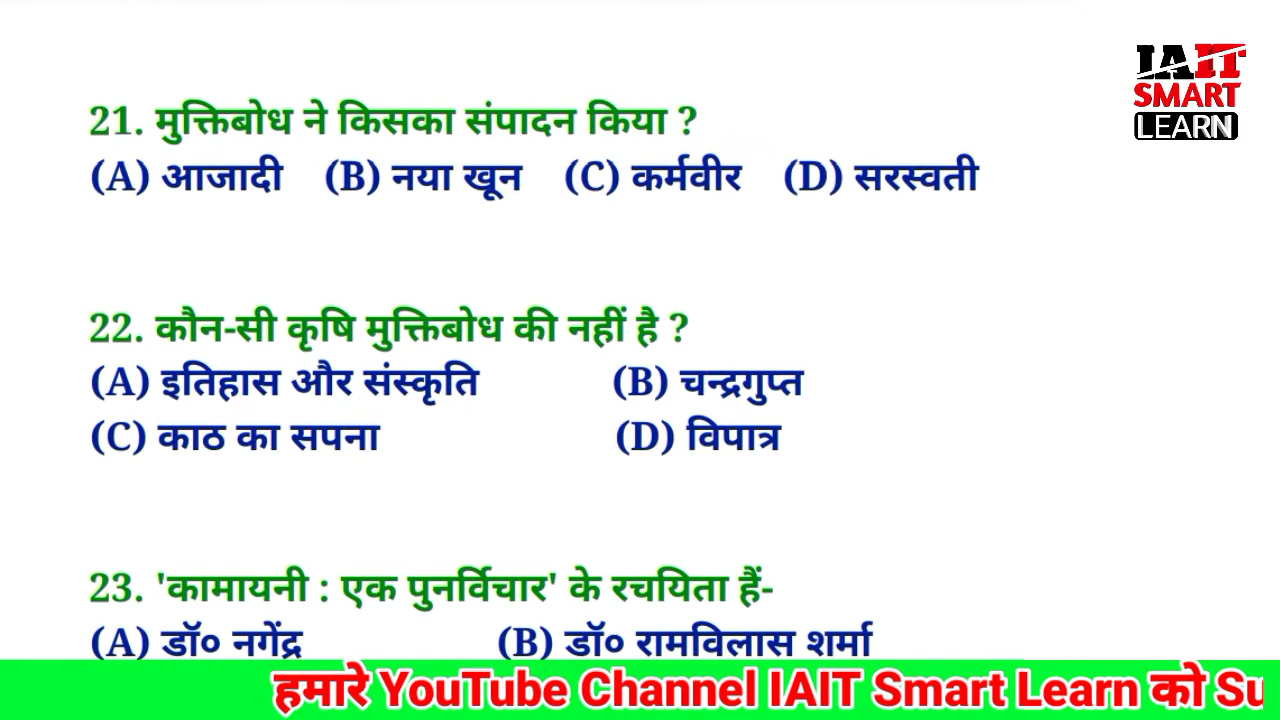 IAIT
SMART
LEARN
21. मुक्तिबोध ने किसका संपादन किया ?
(A) आजादी (B) नया खून (C) कर्मवीर (D) सरस्वती
22. कौन-सी कृषि मुक्तिबोध की नहीं है ?
(A) इतिहास और संस्कृति (B) चन्द्रगुप्त
(C) काठ का सपना (D) विपात्र
23. 'कामायनी : एक पुनर्विचार' के रचयिता हैं-
(A) डॉ० नगेंद्र (B) डॉ० रामविलास शर्मा
हमारे YouTube Channel IAIT Smart Learn को